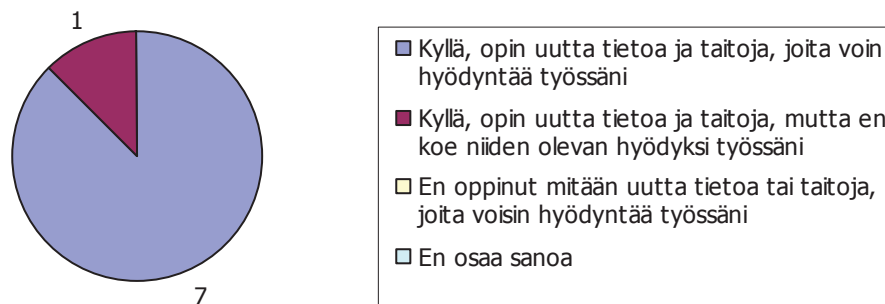 1
7
Kyllä, opin uutta tietoa ja taitoja, joita voin
hyödyntää työssäni
Kyllä, opin uutta tietoa ja taitoja, mutta en
koe niiden olevan hyödyksi työssäni
En oppinut mitään uutta tietoa tai taitoja,
joita voisin hyödyntää työssäni
En osaa sanoa